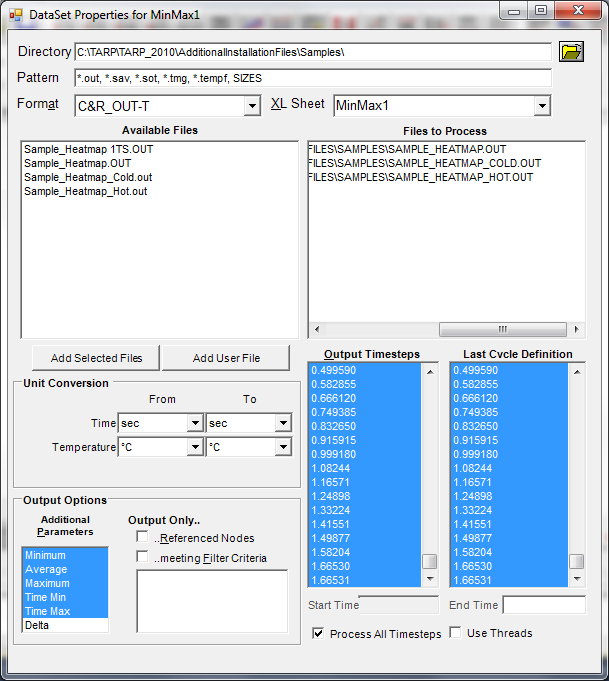 DataSet Properties for MinMax1
Directory C:\TARP\TARP_2010\AdditionalInstallationFiles\Samples\
Pattern *.out, *.sav, *.sot, *.tmg, *.tempf, SIZES
Format C&R_OUT-T XL Sheet MinMax1
Available Files Files to Process
Sample_Heatmap 1TS.OUT
Sample_Heatmap.OUT
Sample_Heatmap_Cold.out
Sample_Heatmap_Hot.out
FILES\SAMPLES\SAMPLE_HEATMAP.OUT
FILES\SAMPLES\SAMPLE_HEATMAP_COLD.OUT
FILES\SAMPLES\SAMPLE_HEATMAP_HOT.OUT
Add Selected Files Add User File
Unit Conversion
From To
Time sec sec
Temperature °C °C
Output Options
Additional Parameters
Minimum
Average
Maximum
Time Min
Time Max
Delta
Output Only..
..Referenced Nodes
..meeting Filter Criteria
Output Timesteps Last Cycle Definition
0.499590 0.499590
0.582855 0.582855
0.666120 0.666120
0.749385 0.749385
0.832650 0.832650
0.915915 0.915915
0.999180 0.999180
1.08244 1.08244
1.16571 1.16571
1.24898 1.24898
1.33224 1.33224
1.41551 1.41551
1.49877 1.49877
1.58204 1.58204
1.66530 1.66530
1.66531 1.66531
Start Time End Time
Process All Timesteps Use Threads